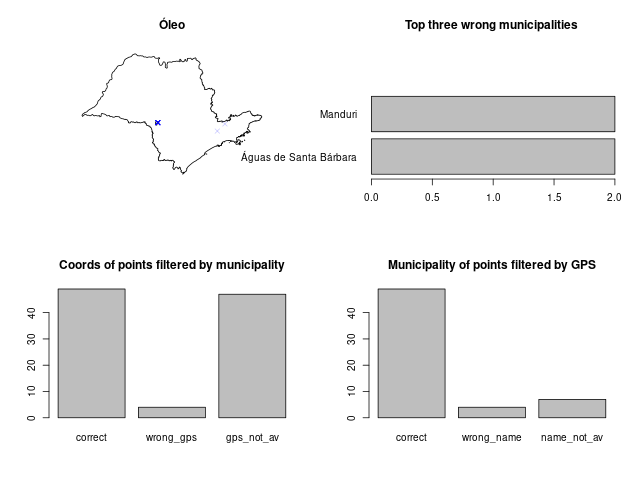 Óleo
Top three wrong municipalities
Manduri
Águas de Santa Bárbara
0.0 0.5 1.0 1.5 2.0
Coords of points filtered by municipality
40
30
20
10
0
correct wrong_gps gps_not_av
Municipality of points filtered by GPS
40
30
20
10
0
correct wrong_name name_not_av